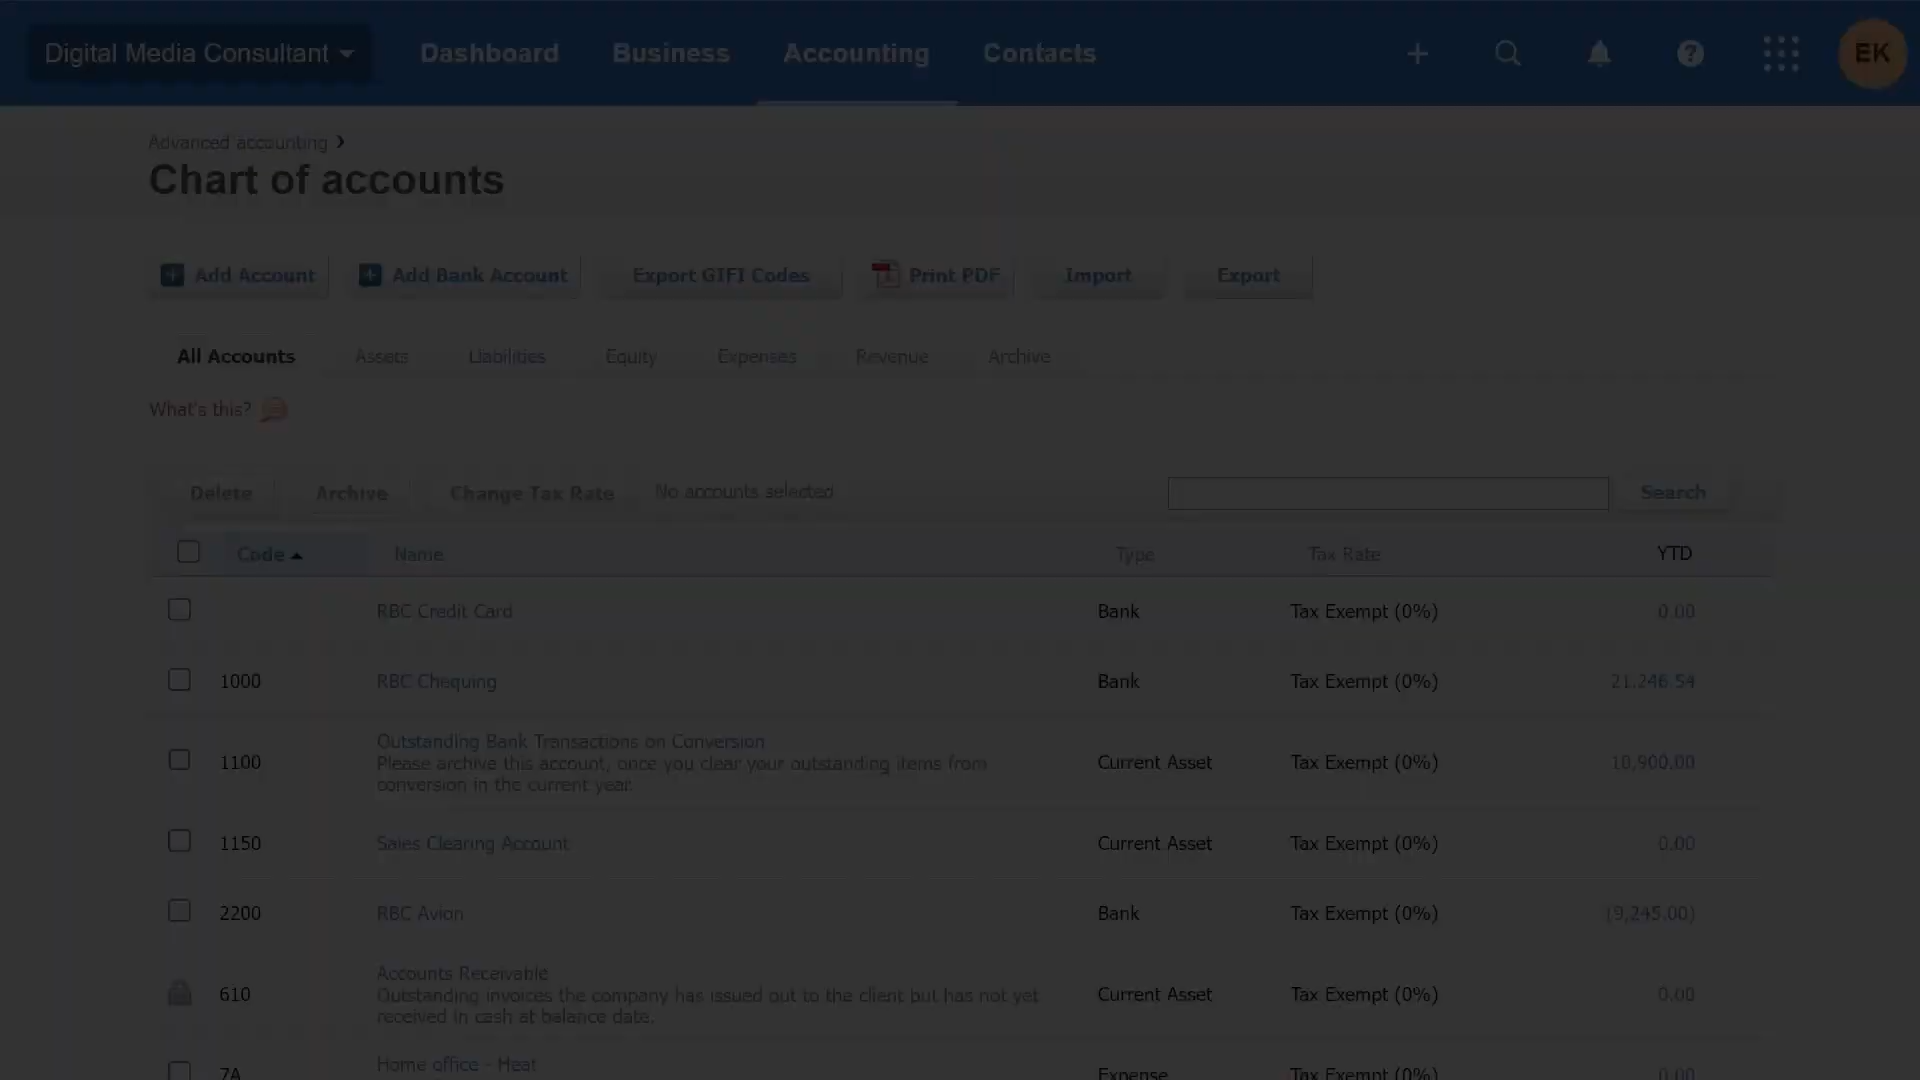 Digital Media Consultant
Dashboard
Business
Accounting
Contacts
EK
Advanced accounting
Chart of accounts
Add Account
Add Bank Account
Export GIFI Codes
Print PDF
Import
Export
All Accounts
Assets
Liabilities
Equity
Expenses
Revenue
Archive
What's this?
Delete
Archive
Change Tax Rate
No accounts selected
Search
Code
Name
Type
Tax Rate
YTD
RBC Credit Card
Bank
Tax Exempt (0%)
0.00
1000
RBC Chequing
Bank
Tax Exempt (0%)
21,246.54
1100
Outstanding Bank Transactions on Conversion
Please archive this account, once you clear your outstanding items from
conversion in the current year.
Current Asset
Tax Exempt (0%)
10,900.00
1150
Sales Clearing Account
Current Asset
Tax Exempt (0%)
0.00
2200
RBC Avion
Bank
Tax Exempt (0%)
(9,245.00)
610
Accounts Receivable
Outstanding invoices the company has issued out to the client but has not yet
received in cash at balance date.
Current Asset
Tax Exempt (0%)
0.00
7A
Home office - Heat
Expense
Tax Exempt (0%)
0.00